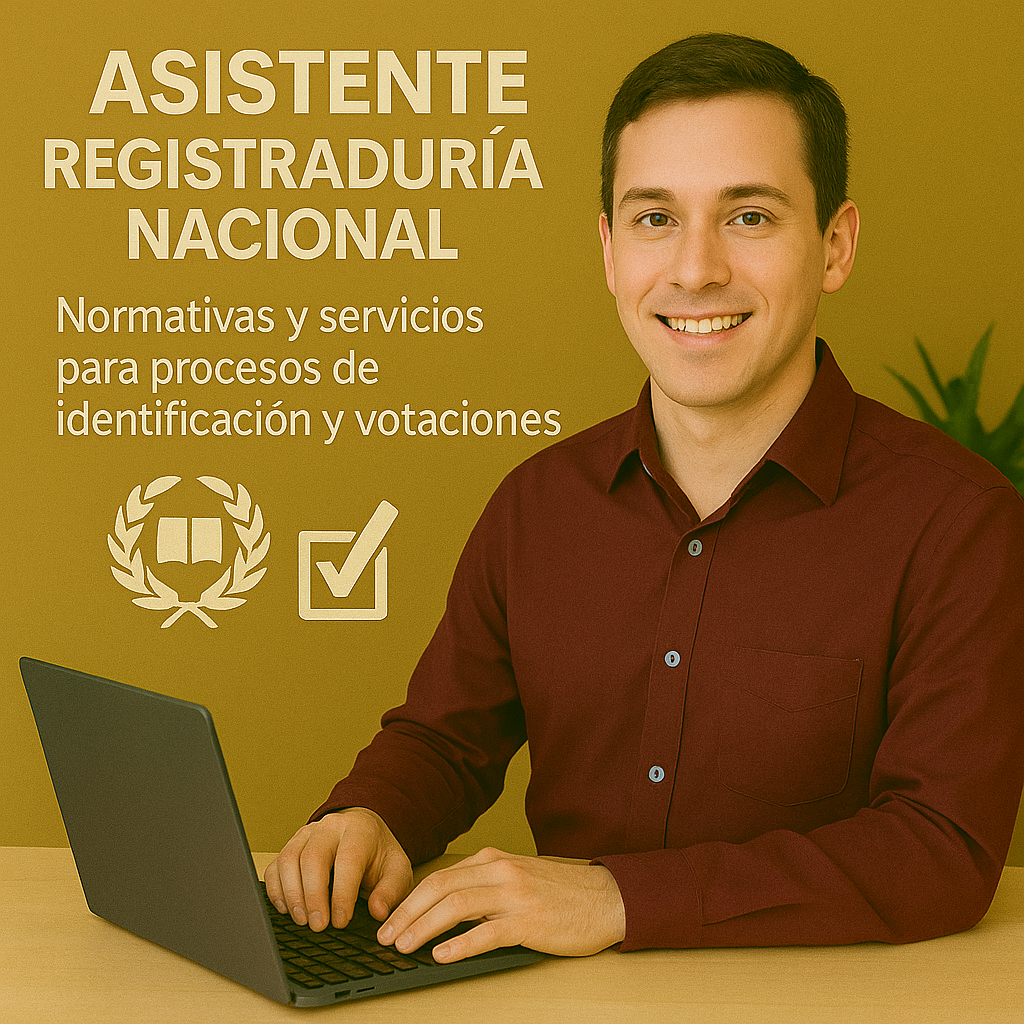 ASISTENTE
REGISTRADURÍA
NACIONAL
Normativas y servicios
para procesos de
identificación y votaciones